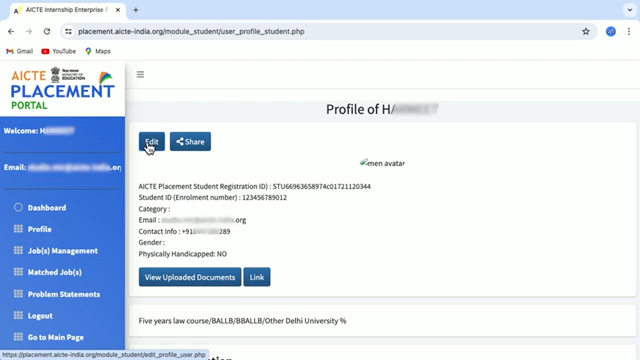 AICTE Internship Enterprise P
placement.aicte-india.org/module_student/user_profile_student.php
Gmail YouTube Maps
AICTE
MINISTRY OF EDUCATION
PLACEMENT
PORTAL
Welcome: H
Email:
Dashboard
Profile
Job(s) Management
Matched Job(s)
Problem Statements
Logout
Go to Main Page
Profile of H
Edit Share
men avatar
AICTE Placement Student Registration ID) : STU66963658974c01721120344
Student ID (Enrolment number) : 123456789012
Category :
Email : .org
Contact Info : +91 289
Gender :
Physically Handicapped: NO
View Uploaded Documents Link
Five years law course/BALLB/BBALLB/Other Delhi University %
https://placement.aicte-india.org/module_student/edit_profile_user.php